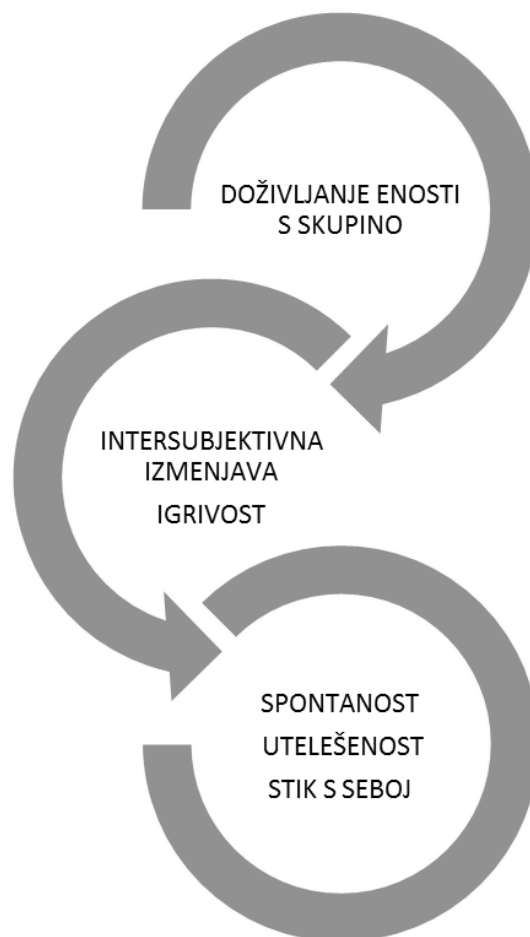 DOŽIVLJANJE ENOSTI
S SKUPINO
INTERSUBJEKTIVNA
IZMENJAVA
IGRIVOST
SPONTANOST
UTELEŠENOST
STIK S SEBOJ